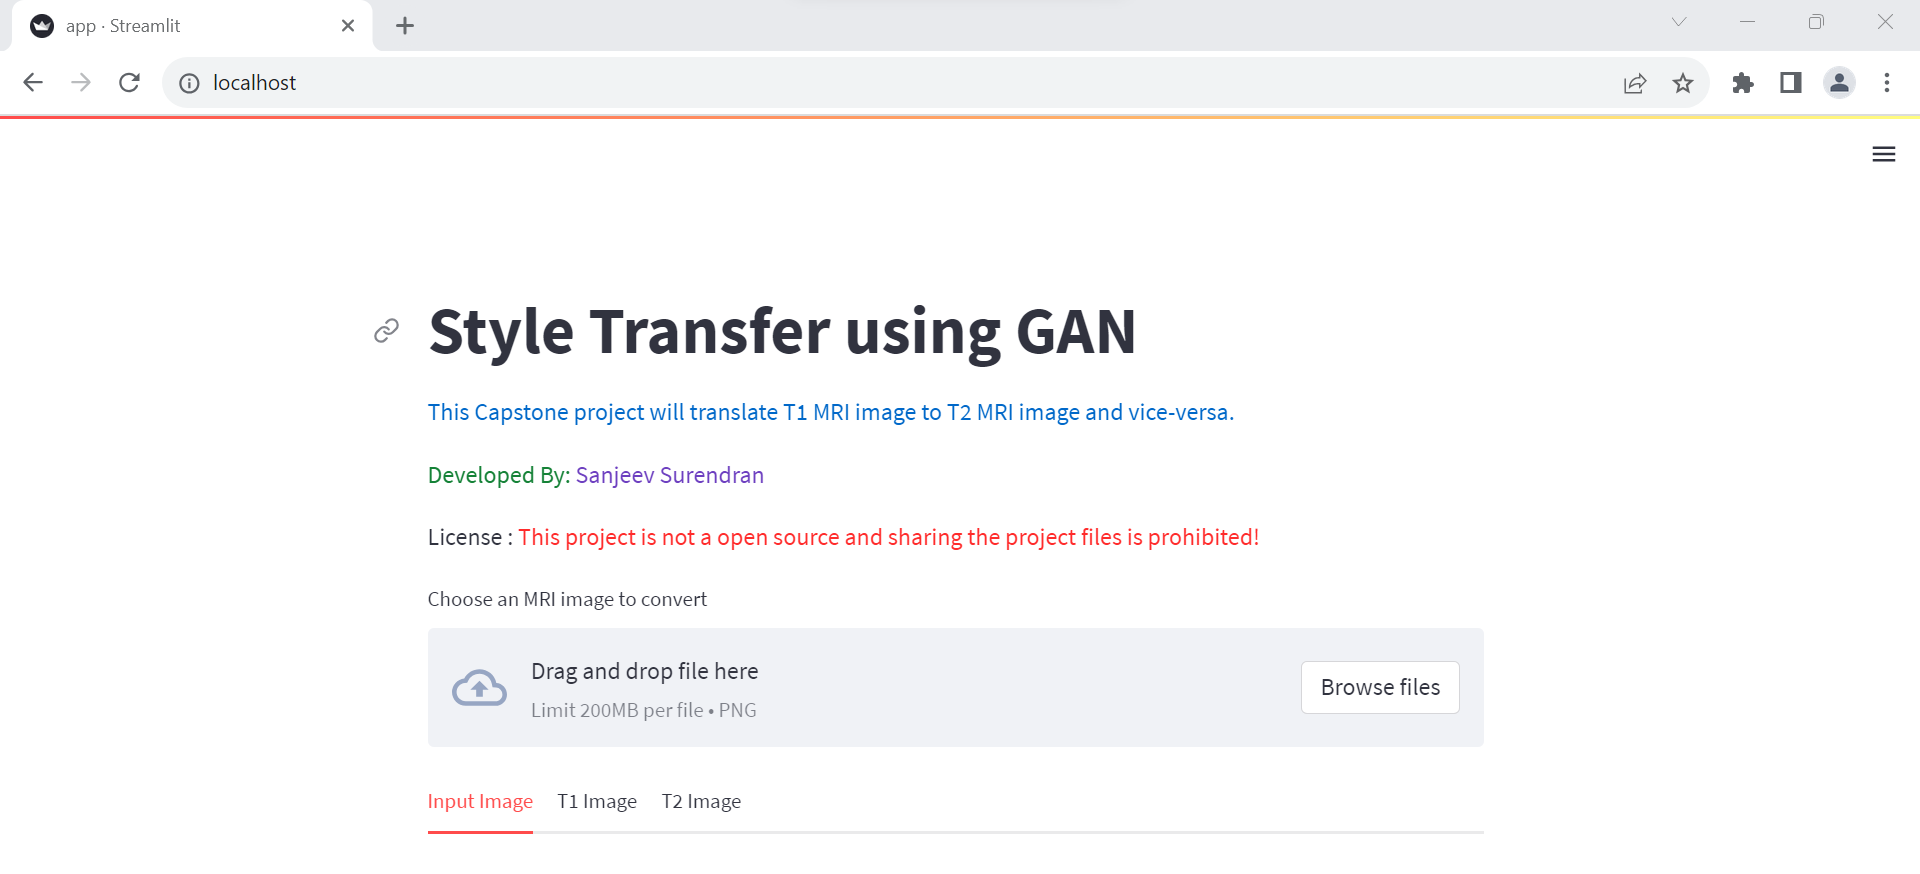 app · Streamlit
localhost
Style Transfer using GAN
This Capstone project will translate T1 MRI image to T2 MRI image and vice-versa.
Developed By: Sanjeev Surendran
License : This project is not a open source and sharing the project files is prohibited!
Choose an MRI image to convert
Drag and drop file here
Limit 200MB per file • PNG
Browse files
Input Image T1 Image T2 Image